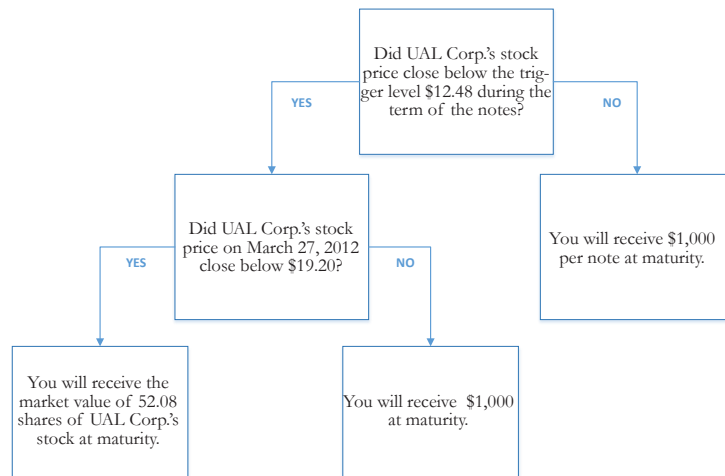 Did UAL Corp.'s stock
price close below the trig-
ger level $12.48 during the
term of the notes?
YES
NO
Did UAL Corp.'s stock
price on March 27, 2012
close below $19.20?
You will receive $1,000
per note at maturity.
YES
NO
You will receive the
market value of 52.08
shares of UAL Corp.'s
stock at maturity.
You will receive $1,000
at maturity.